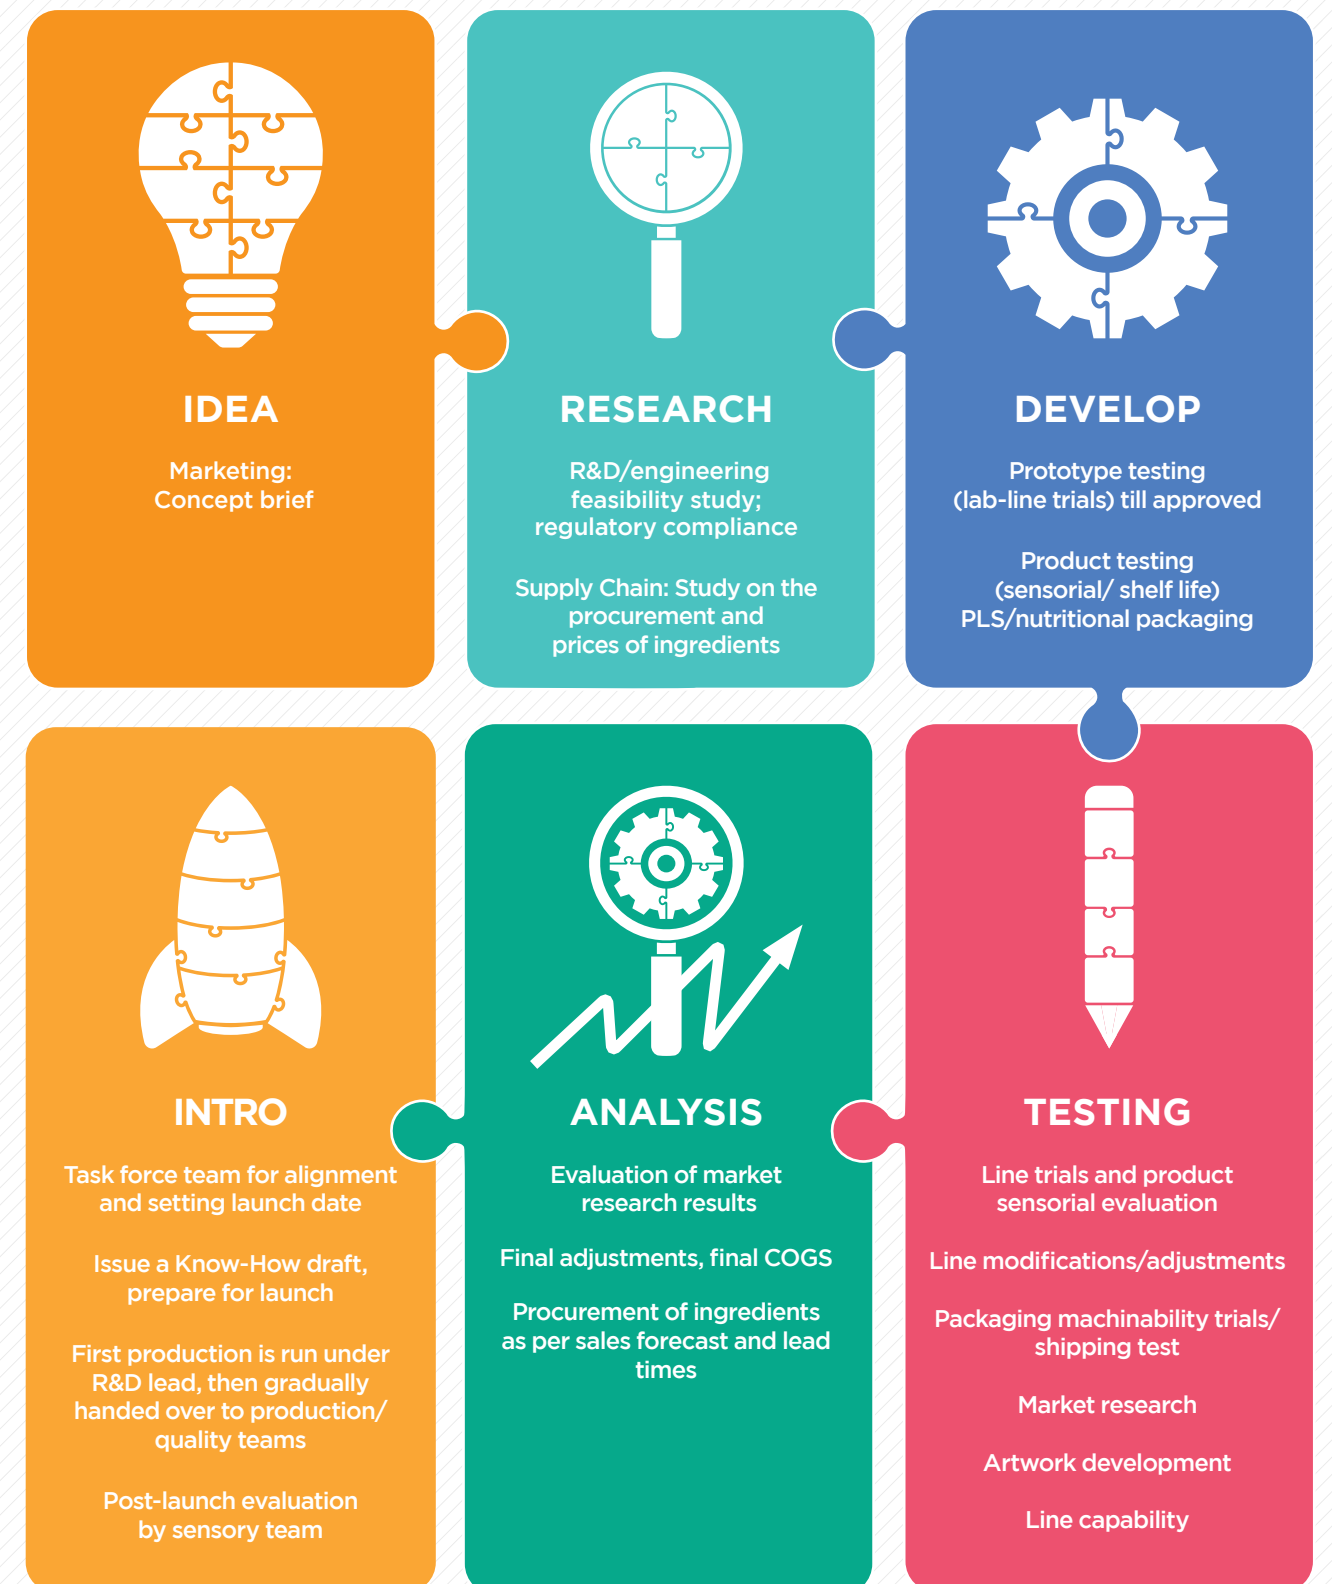 IDEA
Marketing:
Concept brief
RESEARCH
R&D/engineering
feasibility study;
regulatory compliance
Supply Chain: Study on the
procurement and
prices of ingredients
DEVELOP
Prototype testing
(lab-line trials) till approved
Product testing
(sensorial/ shelf life)
PLS/nutritional packaging
INTRO
Task force team for alignment
and setting launch date
Issue a Know-How draft,
prepare for launch
First production is run under
R&D lead, then gradually
handed over to production/
quality teams
Post-launch evaluation
by sensory team
ANALYSIS
Evaluation of market
research results
Final adjustments, final COGS
Procurement of ingredients
as per sales forecast and lead
times
TESTING
Line trials and product
sensorial evaluation
Line modifications/adjustments
Packaging machinability trials/
shipping test
Market research
Artwork development
Line capability